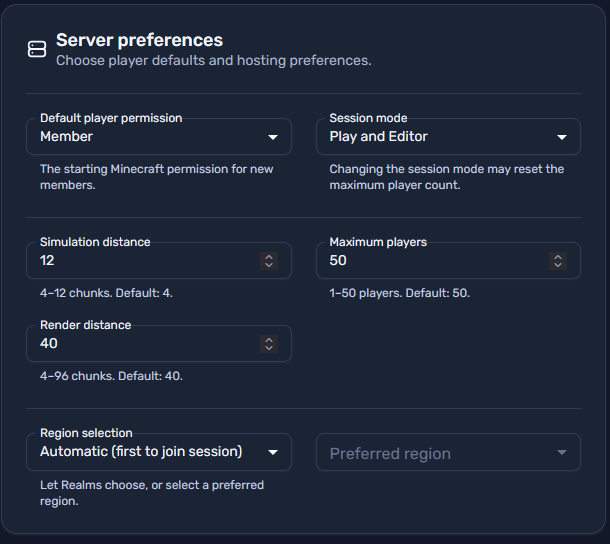 Server preferences
Choose player defaults and hosting preferences.
Default player permission
Member
The starting Minecraft permission for new
members.
Session mode
Play and Editor
Changing the session mode may reset the
maximum player count.
Simulation distance
12
4–12 chunks. Default: 4.
Maximum players
50
1–50 players. Default: 50.
Render distance
40
4–96 chunks. Default: 40.
Region selection
Automatic (first to join session)
Let Realms choose, or select a preferred
region.
Preferred region